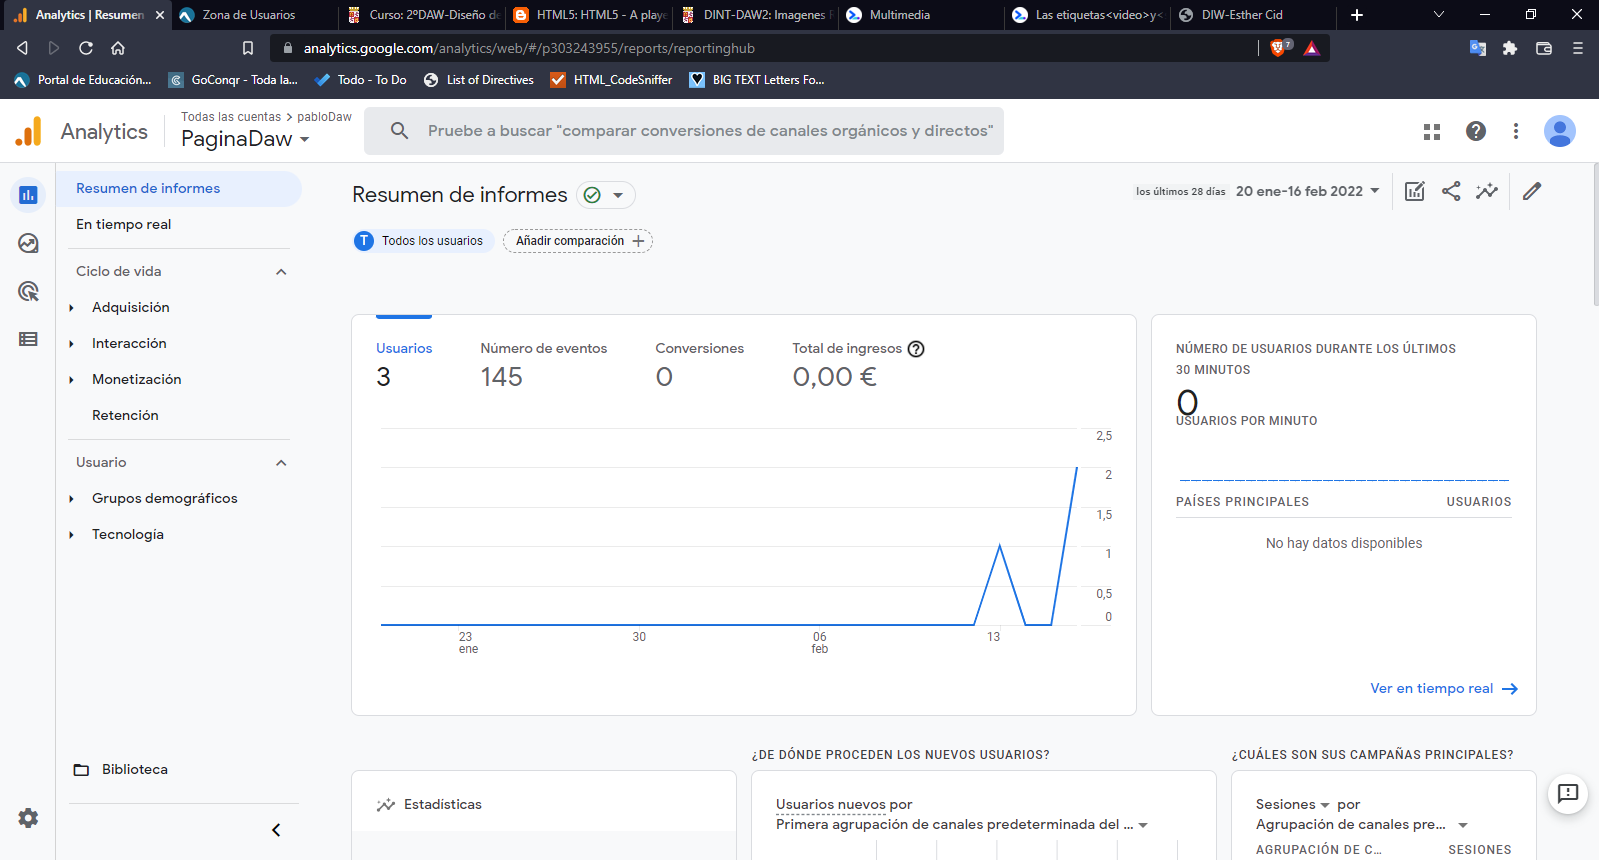 Analytics | Resumen
Zona de Usuarios
Curso: 2ºDAW-Diseño de
HTML5: HTML5 - A playe
DINT-DAW2: Imagenes
Multimedia
Las etiquetas<video>y<
DIW-Esther Cid
analytics.google.com/analytics/web/#/p303243955/reports/reportinghub
7
Portal de Educación...
GoConqr - Toda la...
Todo - To Do
List of Directives
HTML_CodeSniffer
BIG TEXT Letters Fo...
Analytics
Todas las cuentas > pabloDaw
PaginaDaw
Pruebe a buscar "comparar conversiones de canales orgánicos y directos"
Resumen de informes
En tiempo real
Ciclo de vida
Adquisición
Interacción
Monetización
Retención
Usuario
Grupos demográficos
Tecnología
Biblioteca
Resumen de informes
los últimos 28 días 20 ene-16 feb 2022
T Todos los usuarios
Añadir comparación +
Usuarios
3
Número de eventos
145
Conversiones
0
Total de ingresos
0,00 €
2,5
2
1,5
1
0,5
0
23
ene
30
06
feb
13
NÚMERO DE USUARIOS DURANTE LOS ÚLTIMOS
30 MINUTOS
0
USUARIOS POR MINUTO
PAÍSES PRINCIPALES USUARIOS
No hay datos disponibles
Ver en tiempo real
Estadísticas
¿DE DÓNDE PROCEDEN LOS NUEVOS USUARIOS?
Usuarios nuevos por
Primera agrupación de canales predeterminada del ...
¿CUÁLES SON SUS CAMPAÑAS PRINCIPALES?
Sesiones por
Agrupación de canales pre...
AGRUPACIÓN DE C... SESIONES